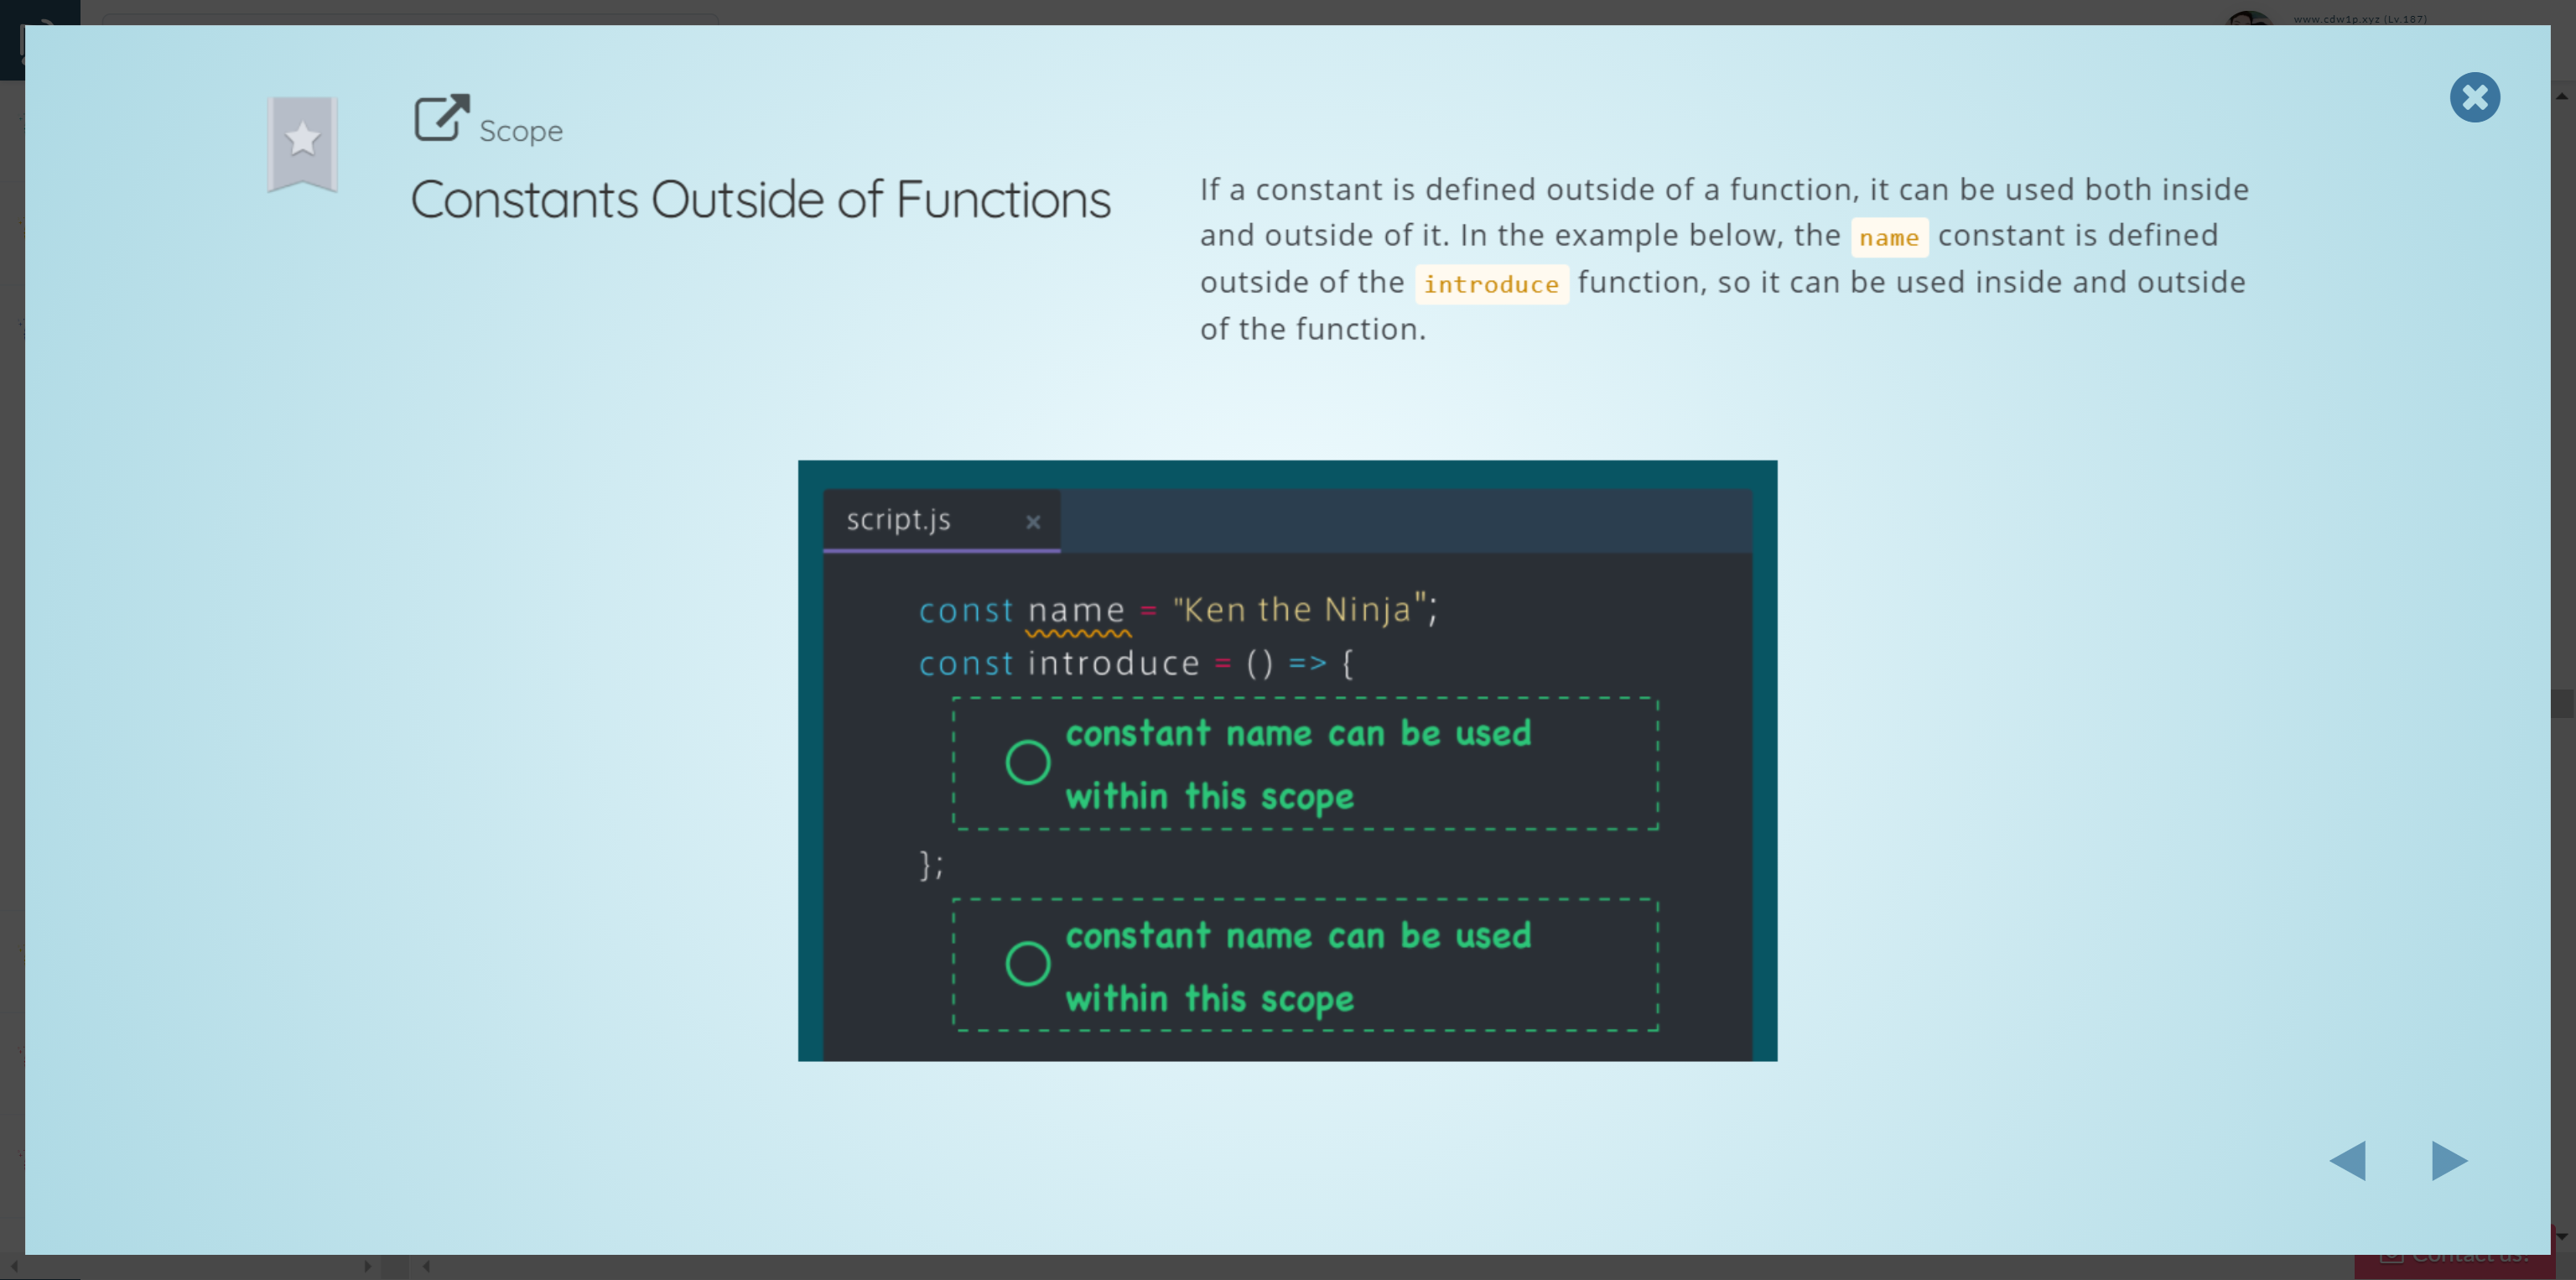 www.cdw1p.xyz (Lv.187)
Scope
Constants Outside of Functions
If a constant is defined outside of a function, it can be used both inside
and outside of it. In the example below, the name constant is defined
outside of the introduce function, so it can be used inside and outside
of the function.
script.js ×
const name = "Ken the Ninja";
const introduce = () => {
constant name can be used
within this scope
};
constant name can be used
within this scope
Contact us!